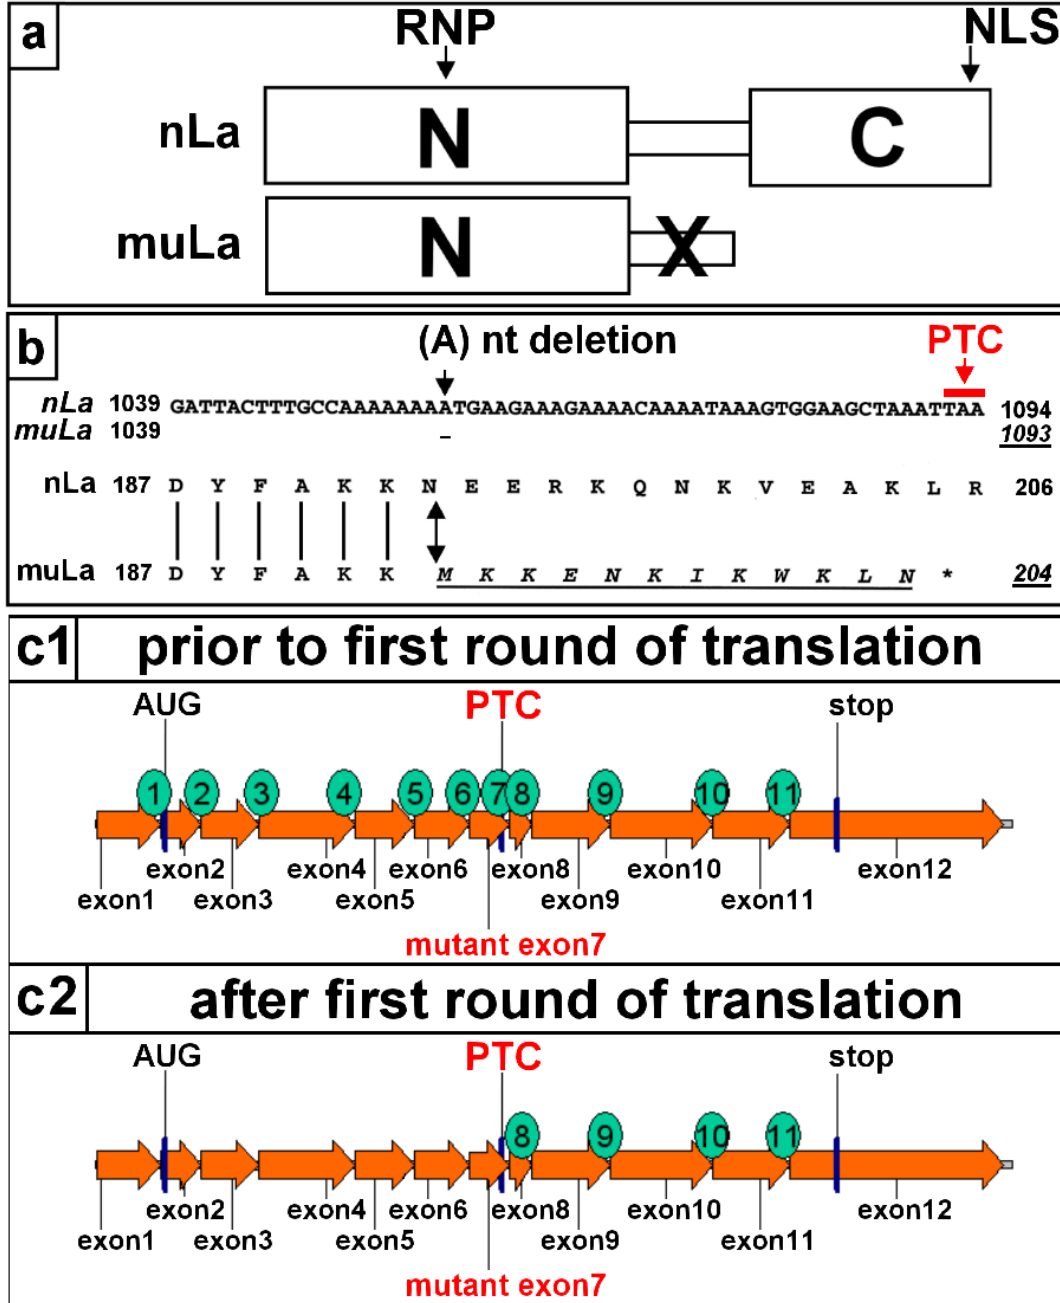 a
RNP
NLS
nLa
N
C
muLa
N
X
b
(A) nt deletion
PTC
nLa 1039 GATTACTTTGCCAAAAAAAATGAAGAAAGAAAACAAAATAAAGTGGAAGCTAAATTAA 1094
muLa 1039 – 1093
nLa 187 D Y F A K K N E E R K Q N K V E A K L R 206
muLa 187 D Y F A K K M K K E N K I K W K L N * 204
c1 prior to first round of translation
AUG PTC stop
1 2 3 4 5 6 7 8 9 10 11
exon2 exon4 exon6 exon8 exon10 exon12
exon1 exon3 exon5 exon9 exon11
mutant exon7
c2 after first round of translation
AUG PTC stop
8 9 10 11
exon2 exon4 exon6 exon8 exon10 exon12
exon1 exon3 exon5 exon9 exon11
mutant exon7